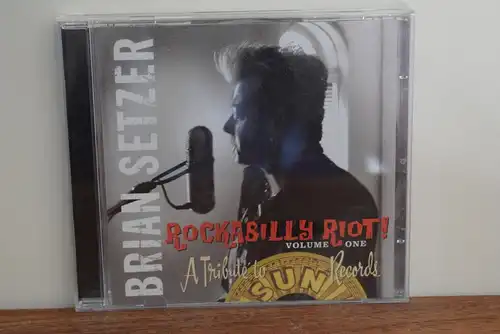 BRIAN SETZER
ROCKABILLY RIOT!
VOLUME ONE
A Tribute to SUN Records